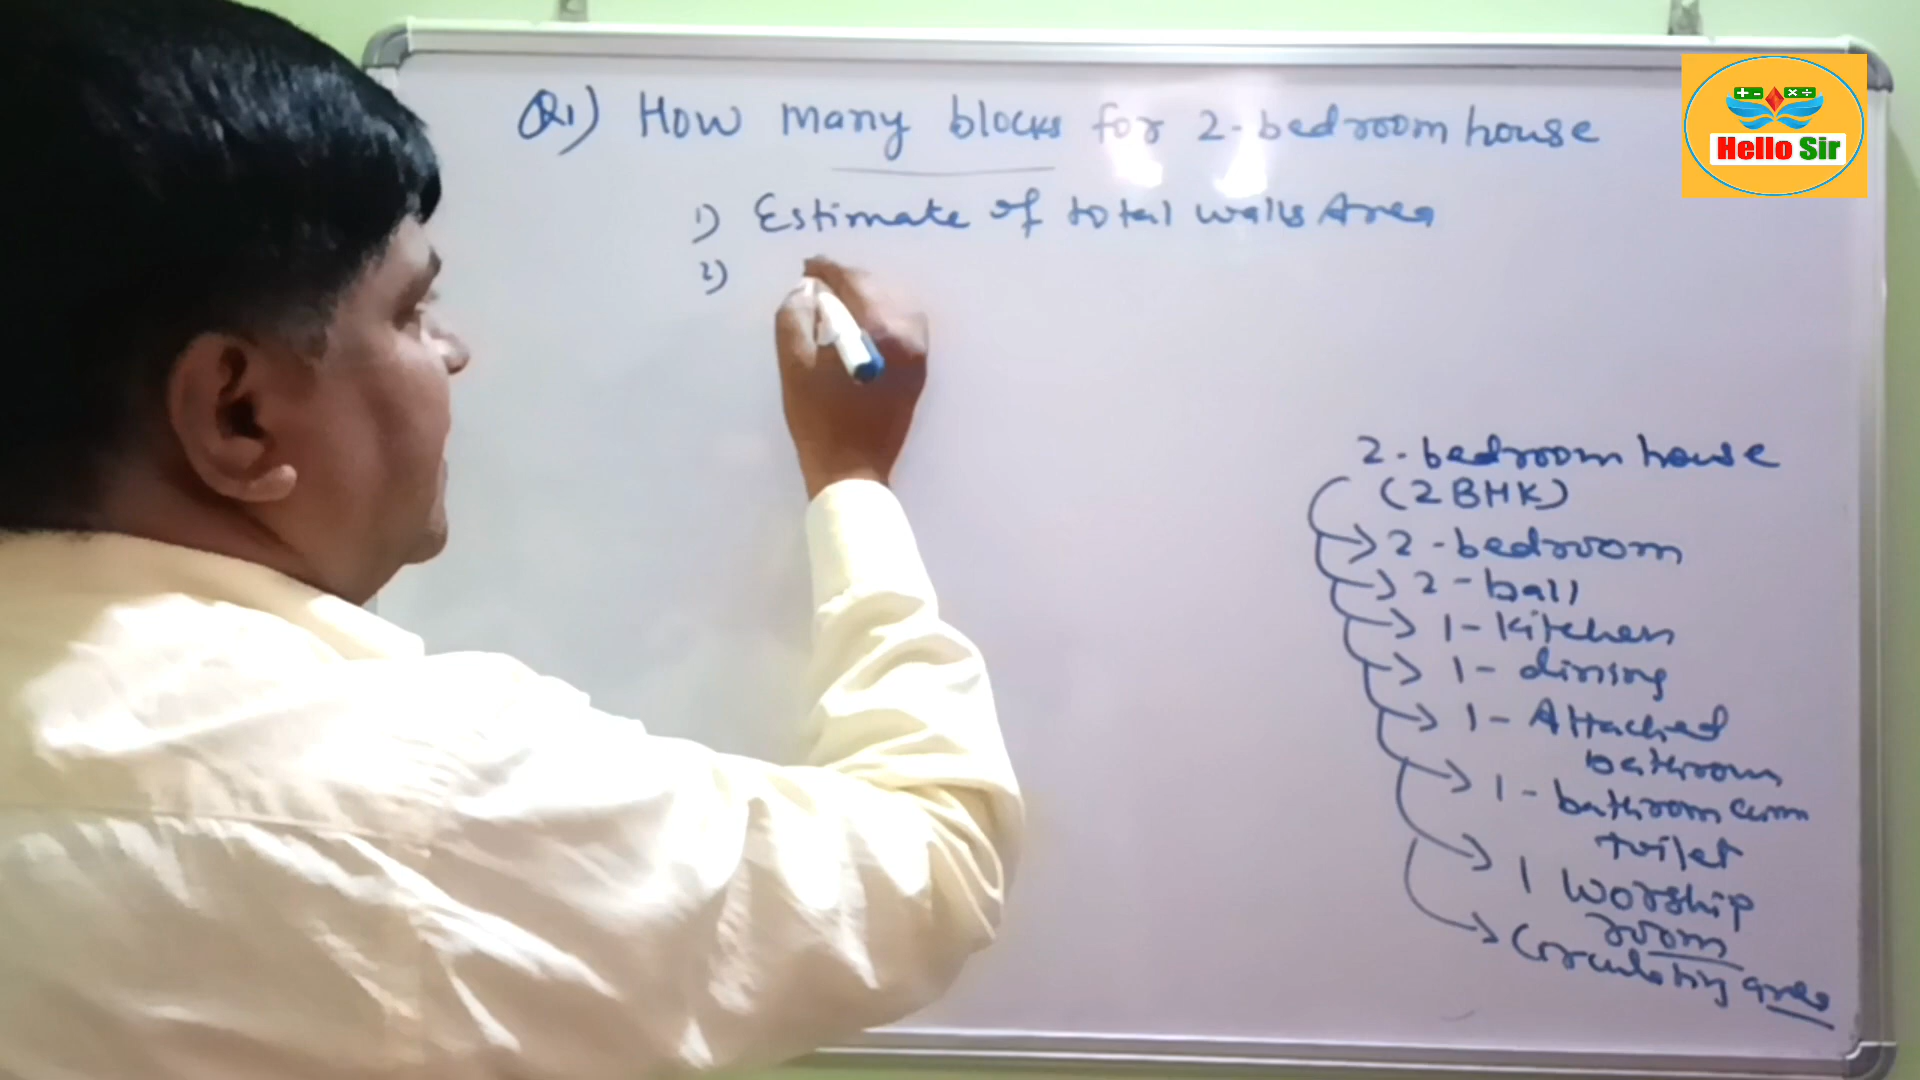 Q1) How many blocks for 2-bedroom house
1) Estimate of total walls Area
2)
2-bedroom house
(2BHK)
2-bedroom
2-ball
1-kitchen
1-dining
1-Attached
bathroom
1-bathroom cum
toilet
1 Worship
room
Circulating area
+ - × ÷
Hello Sir